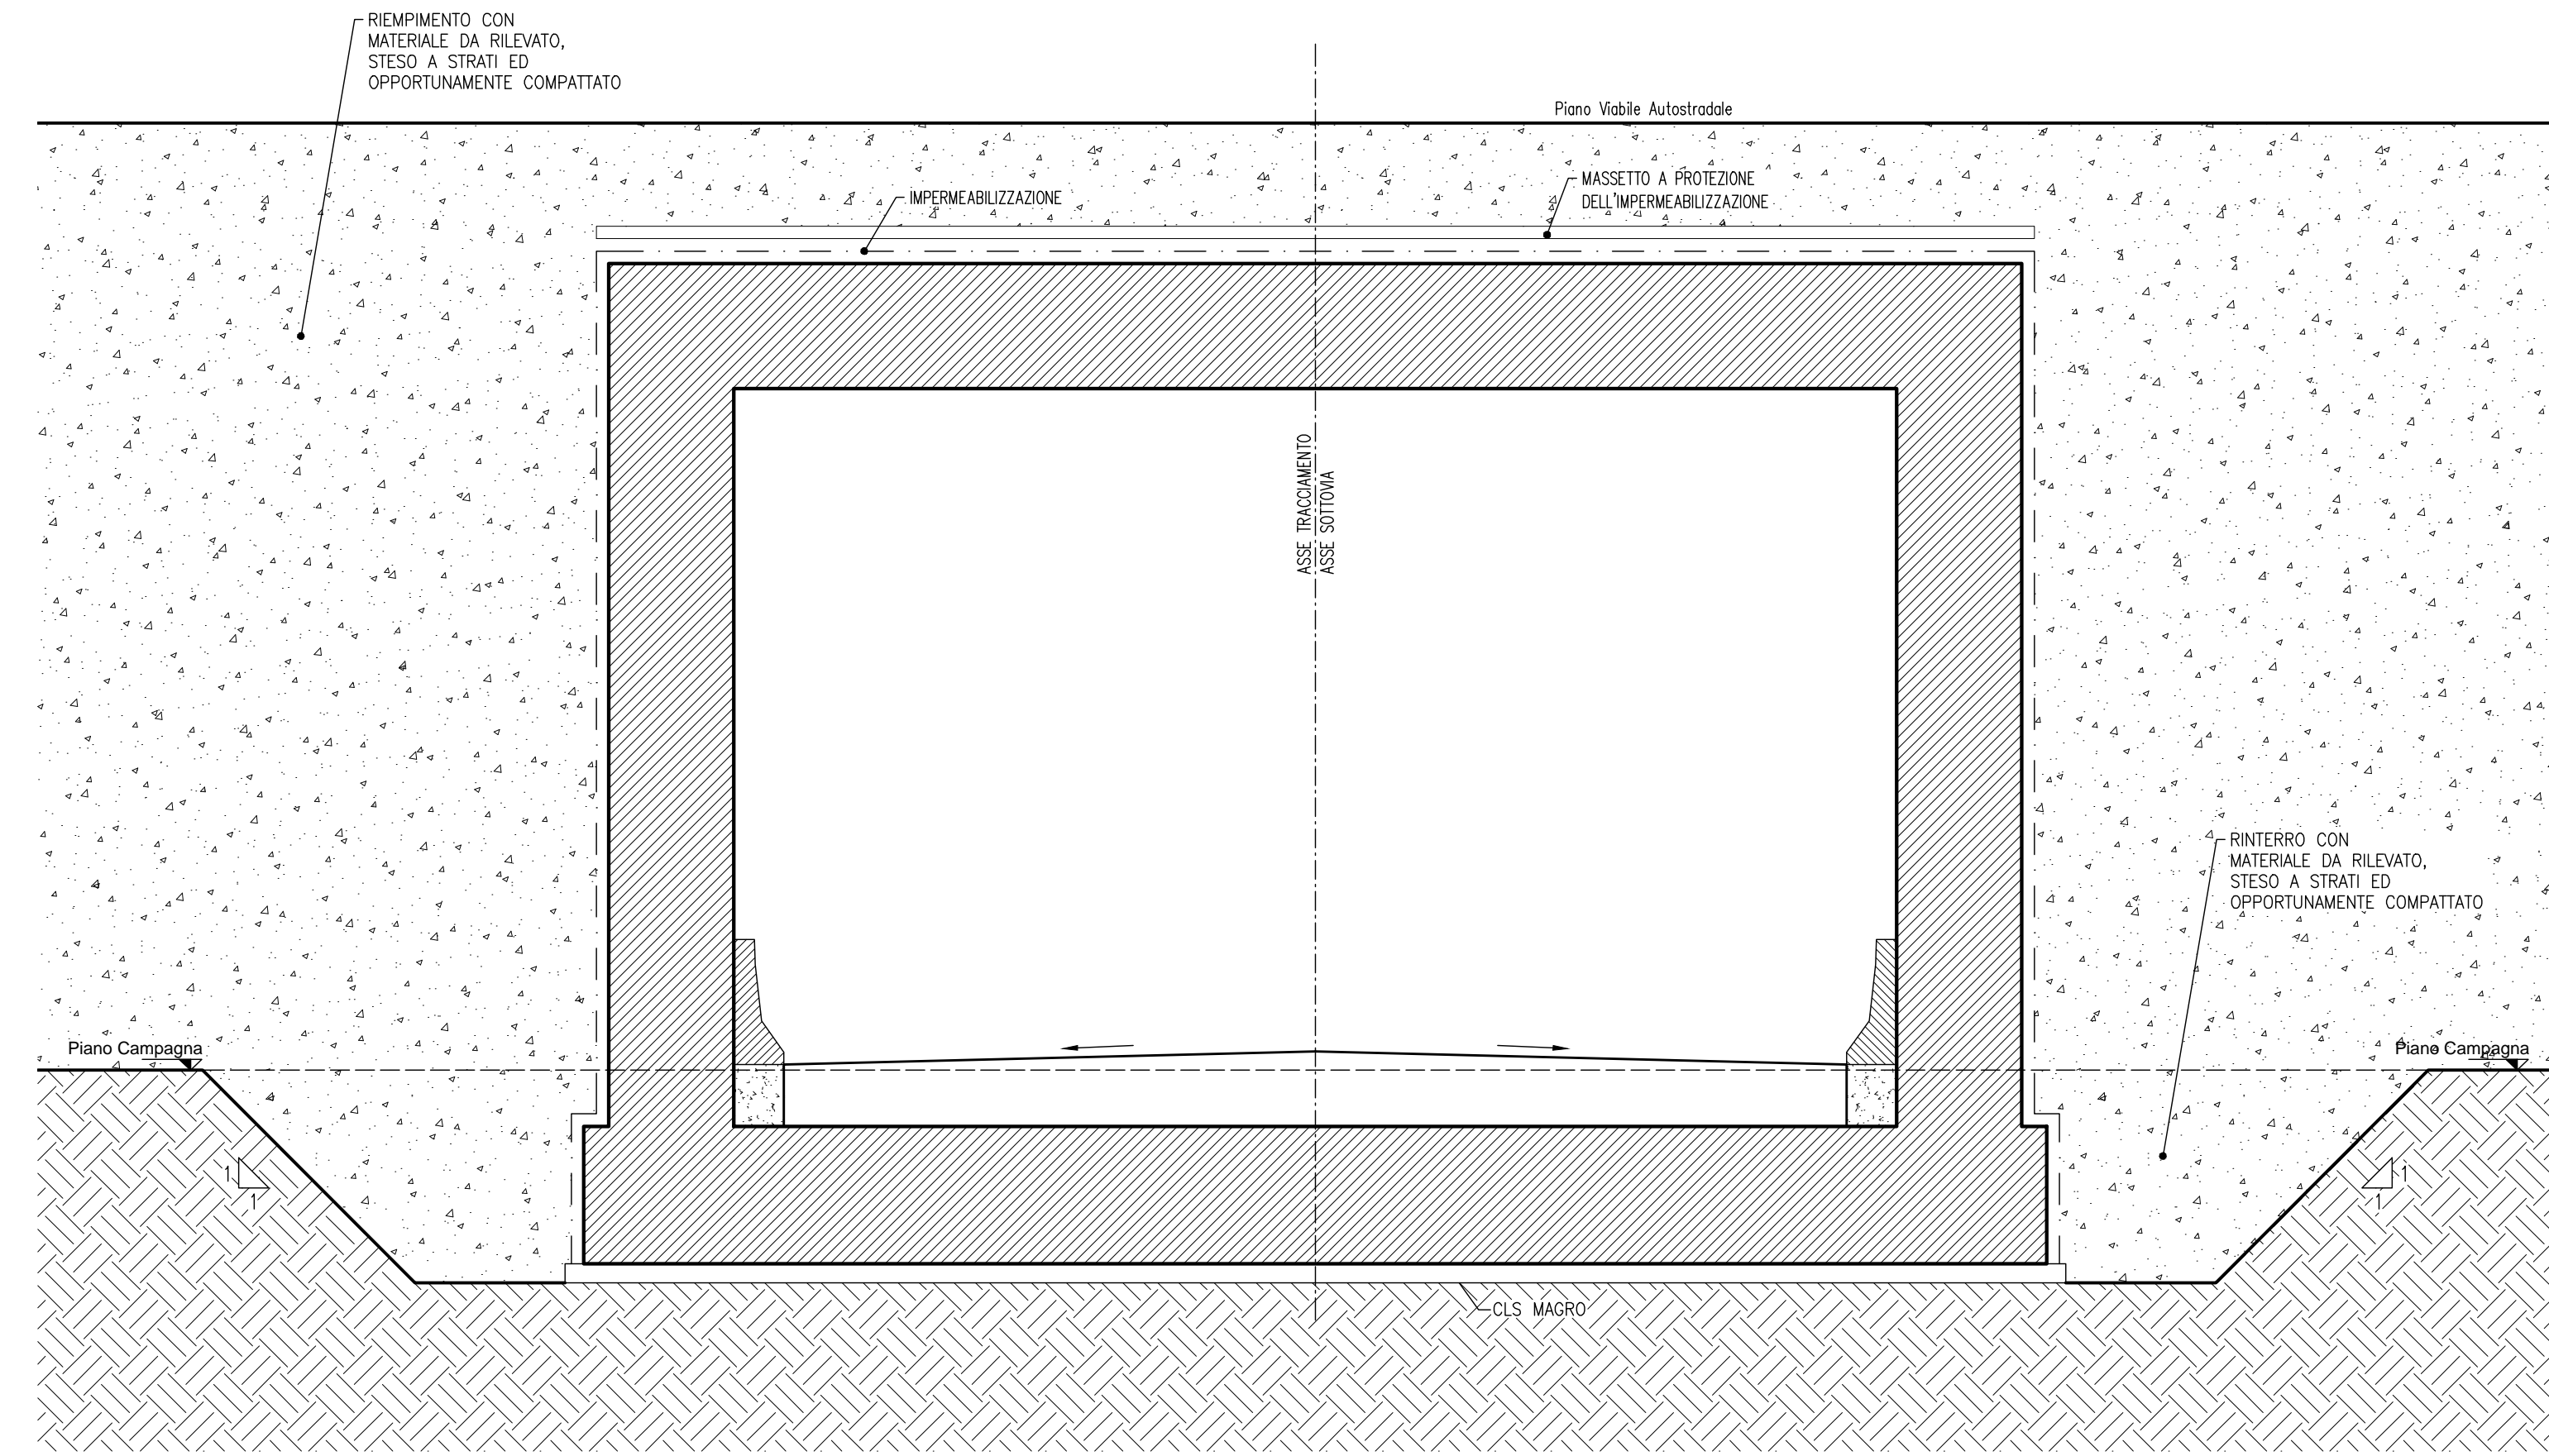 RIEMPIMENTO CON
MATERIALE DA RILEVATO,
STESO A STRATI ED
OPPORTUNAMENTE COMPATTATO
Piano Viabile Autostradale
IMPERMEABILIZZAZIONE
MASSETTO A PROTEZIONE
DELL'IMPERMEABILIZZAZIONE
ASSE TRACCIAMENTO
ASSE SOTTOVIA
RINTERRO CON
MATERIALE DA RILEVATO,
STESO A STRATI ED
OPPORTUNAMENTE COMPATTATO
Piano Campagna
Piano Campagna
1
1
1
1
CLS MAGRO